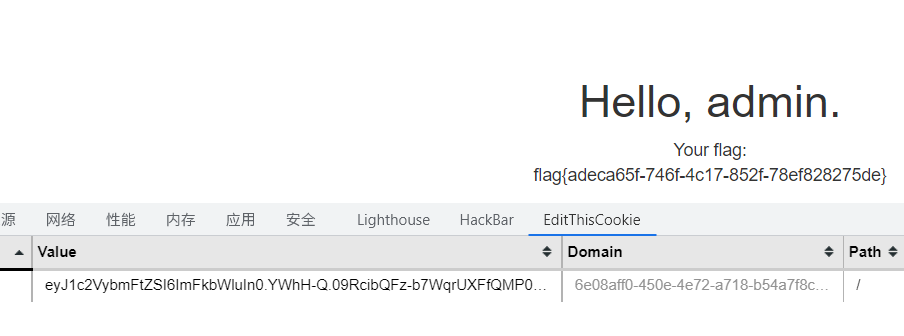 Hello, admin.
Your flag:
flag{adeca65f-746f-4c17-852f-78ef828275de}
源 网络 性能 内存 应用 安全 Lighthouse HackBar EditThisCookie
Value Domain Path
eyJ1c2VybmFtZSI6ImFkbWluIn0.YWhH-Q.09RcibQFz-b7WqrUXFfQMP0... 6e08aff0-450e-4e72-a718-b54a7f8c... /